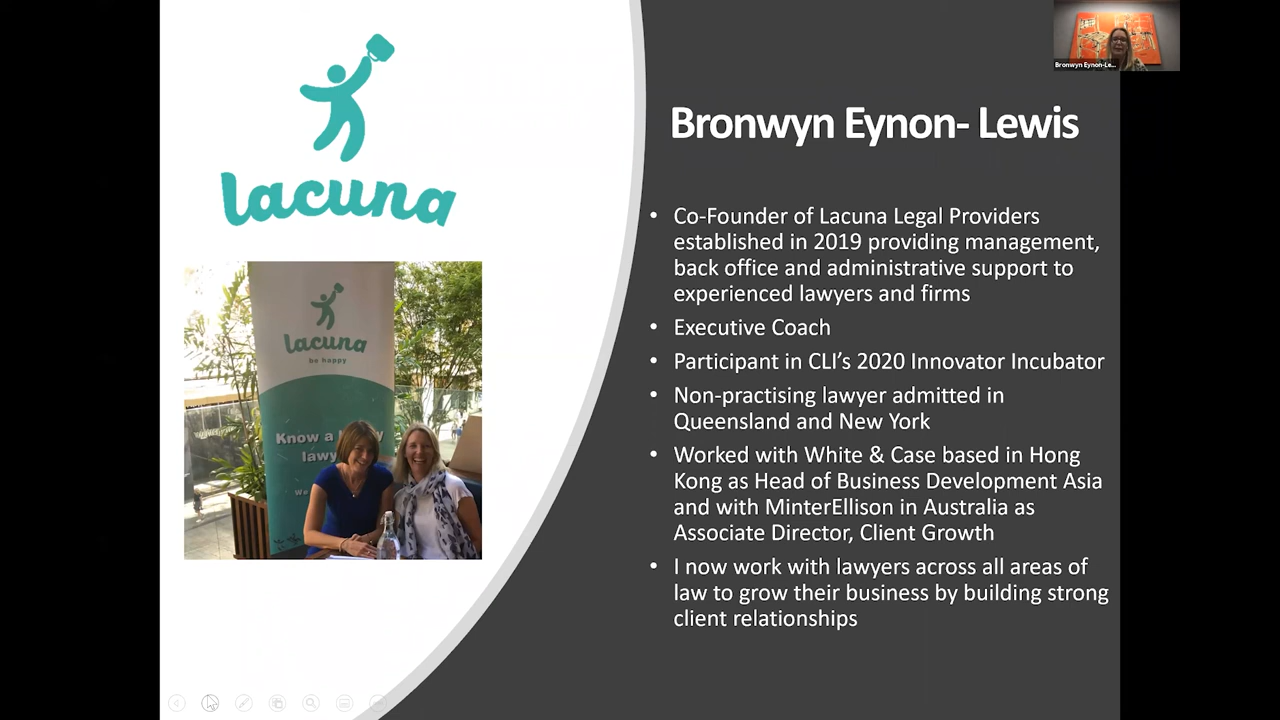 Bronwyn Eynon-Le...
lacuna
Bronwyn Eynon- Lewis
• Co-Founder of Lacuna Legal Providers
established in 2019 providing management,
back office and administrative support to
experienced lawyers and firms
• Executive Coach
• Participant in CLI's 2020 Innovator Incubator
• Non-practising lawyer admitted in
Queensland and New York
• Worked with White & Case based in Hong
Kong as Head of Business Development Asia
and with MinterEllison in Australia as
Associate Director, Client Growth
• I now work with lawyers across all areas of
law to grow their business by building strong
client relationships
lacuna
be happy
Know a
We